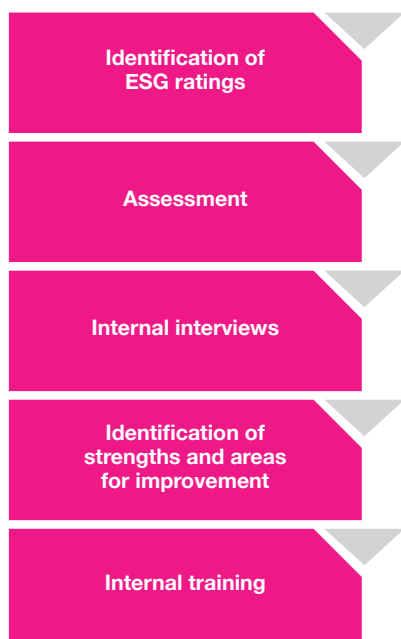 Identification of
ESG ratings
Assessment
Internal interviews
Identification of
strengths and areas
for improvement
Internal training